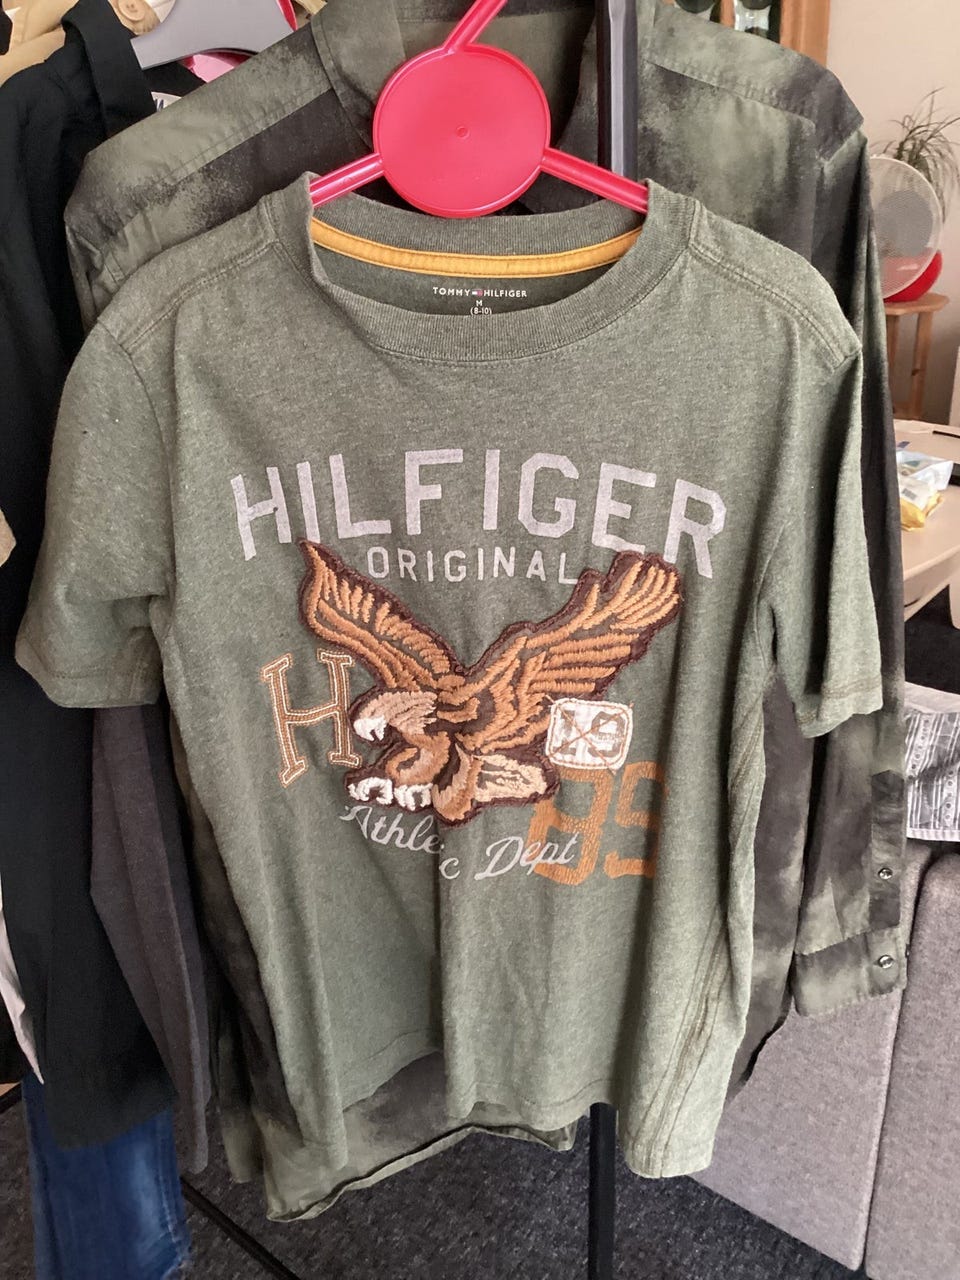 TOMMY HILFIGER
M
(8-10)
HILFIGER
ORIGINAL
H
85
Athle c Dept